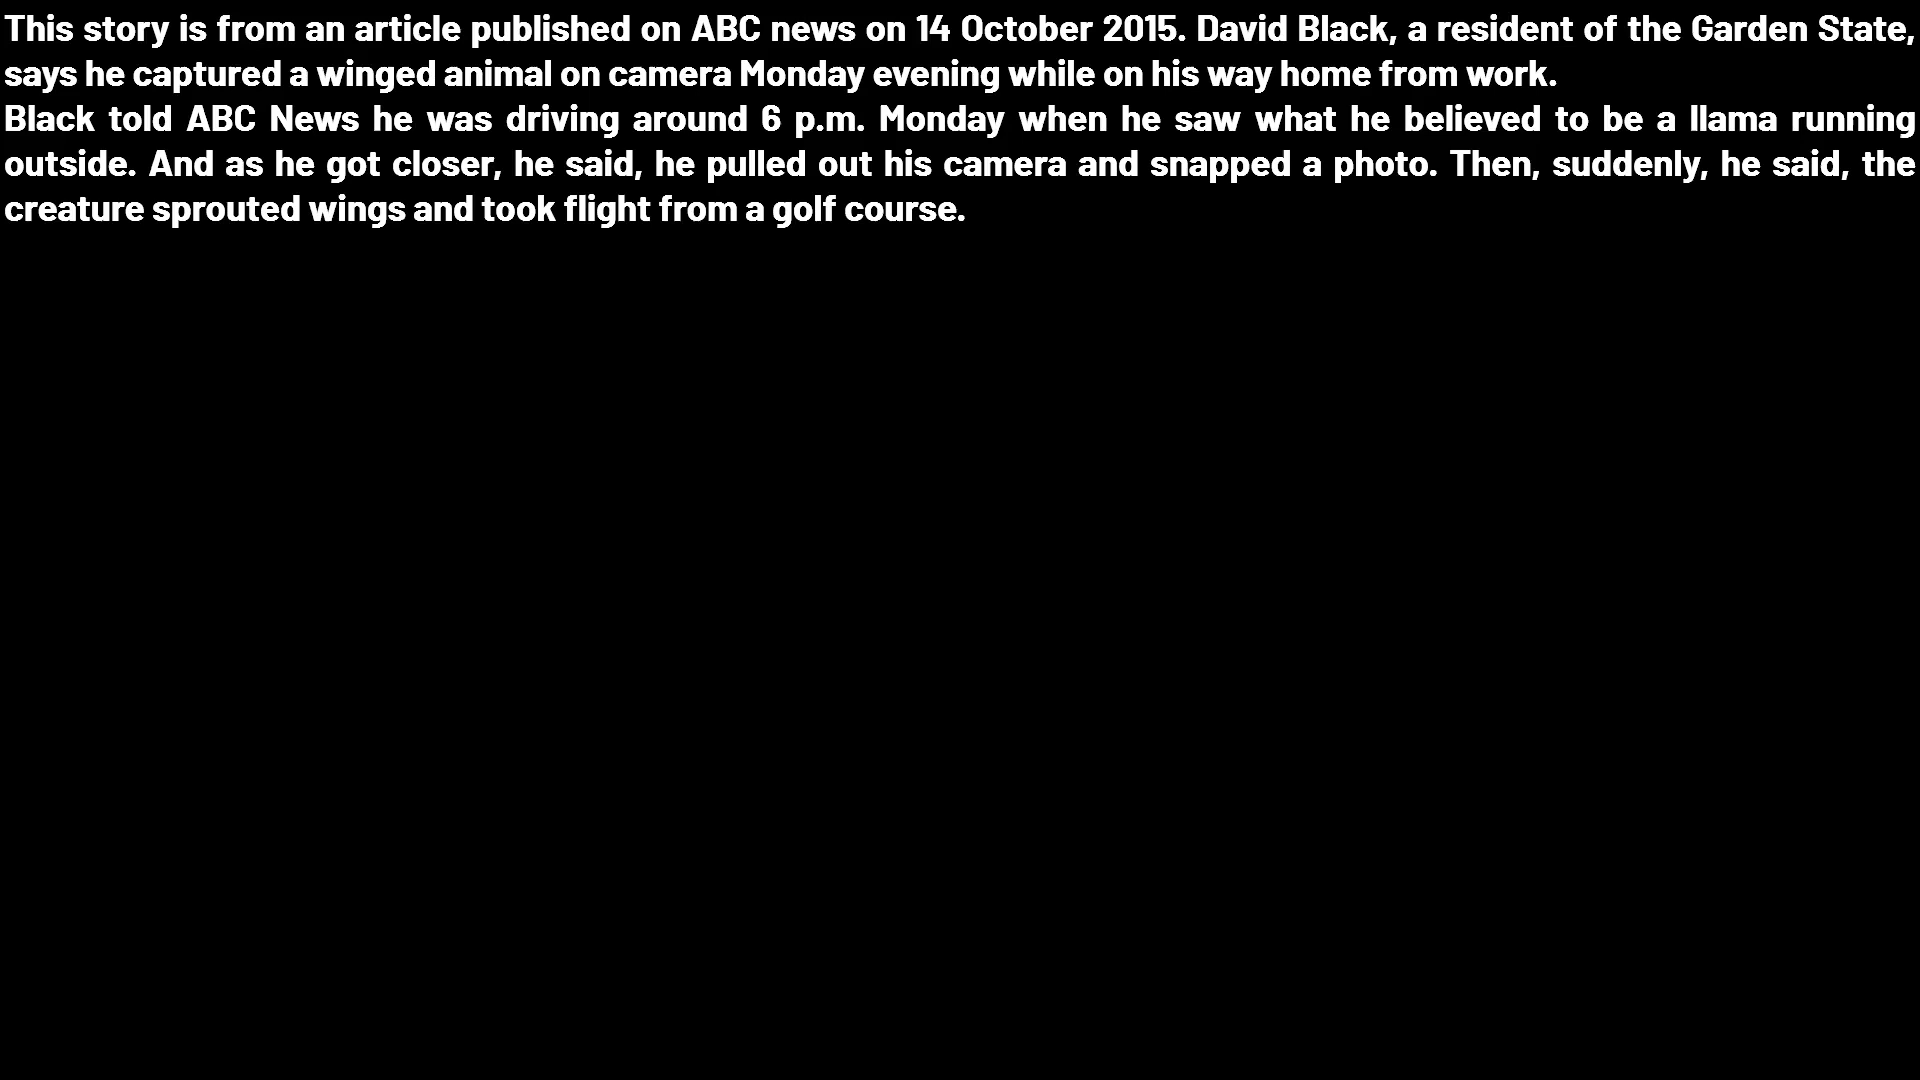 This story is from an article published on ABC news on 14 October 2015. David Black, a resident of the Garden State,
says he captured a winged animal on camera Monday evening while on his way home from work.
Black told ABC News he was driving around 6 p.m. Monday when he saw what he believed to be a llama running
outside. And as he got closer, he said, he pulled out his camera and snapped a photo. Then, suddenly, he said, the
creature sprouted wings and took flight from a golf course.